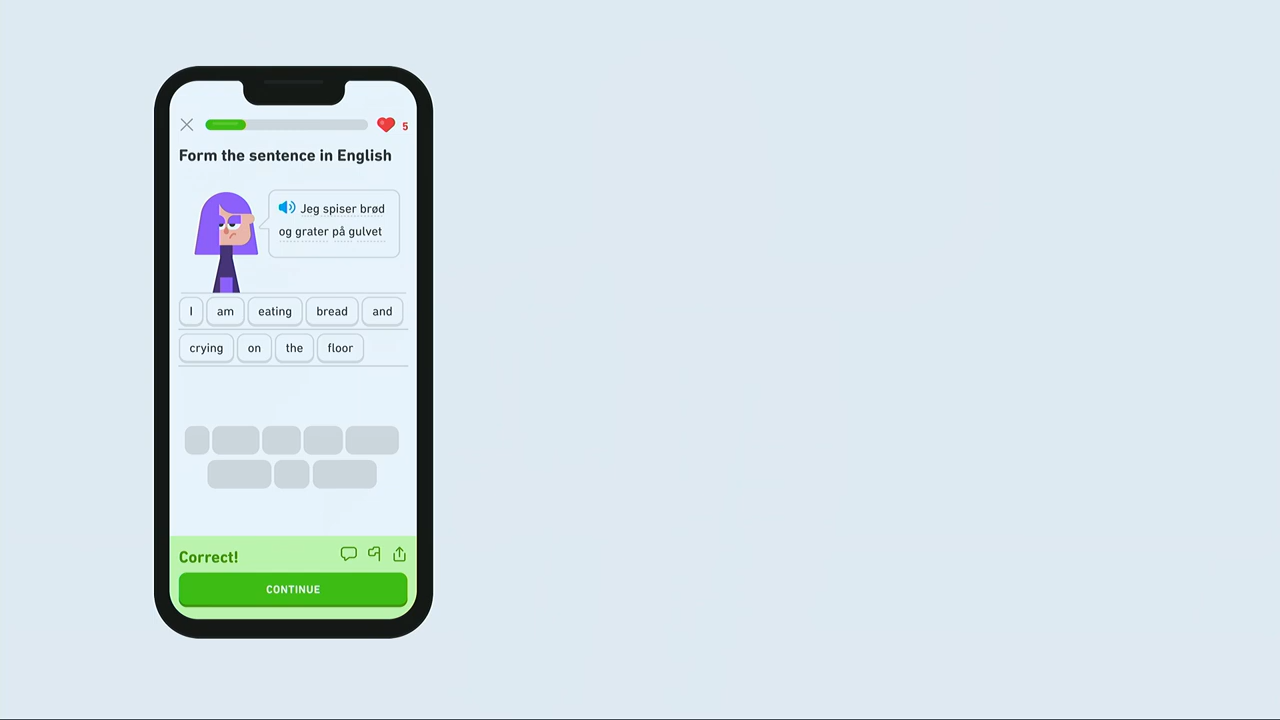 5
Form the sentence in English
Jeg spiser brød
og grater på gulvet
I am eating bread and
crying on the floor
Correct!
CONTINUE